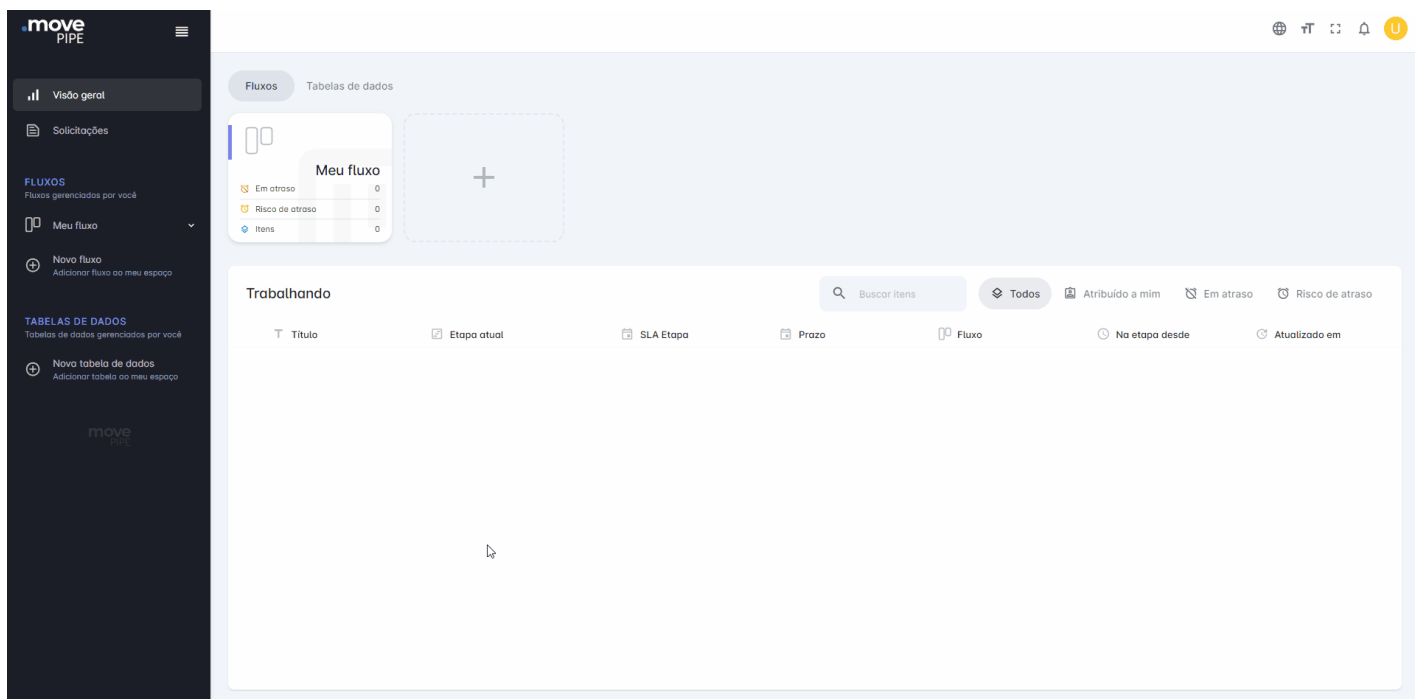 .move
PIPE
Visão geral
Solicitações
FLUXOS
Fluxos gerenciados por você
Meu fluxo
Novo fluxo
Adicionar fluxo ao meu espaço
TABELAS DE DADOS
Tabelas de dados gerenciados por você
Nova tabela de dados
Adicionar tabela ao meu espaço
move
PIPE
U
Fluxos Tabelas de dados
Meu fluxo
Em atraso 0
Risco de atraso 0
Itens 0
Trabalhando Buscar itens Todos Atribuído a mim Em atraso Risco de atraso
Título Etapa atual SLA Etapa Prazo Fluxo Na etapa desde Atualizado em